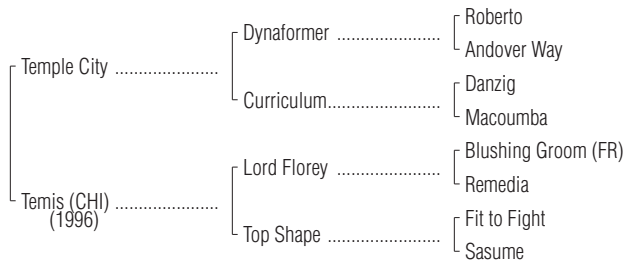 Roberto
Dynaformer ....................
Andover Way
Temple City ....................
Danzig
Curriculum......................
Macoumba
Blushing Groom (FR)
Lord Florey ....................
Remedia
Temis (CHI) ....................
(1996)
Fit to Fight
Top Shape ......................
Sasume